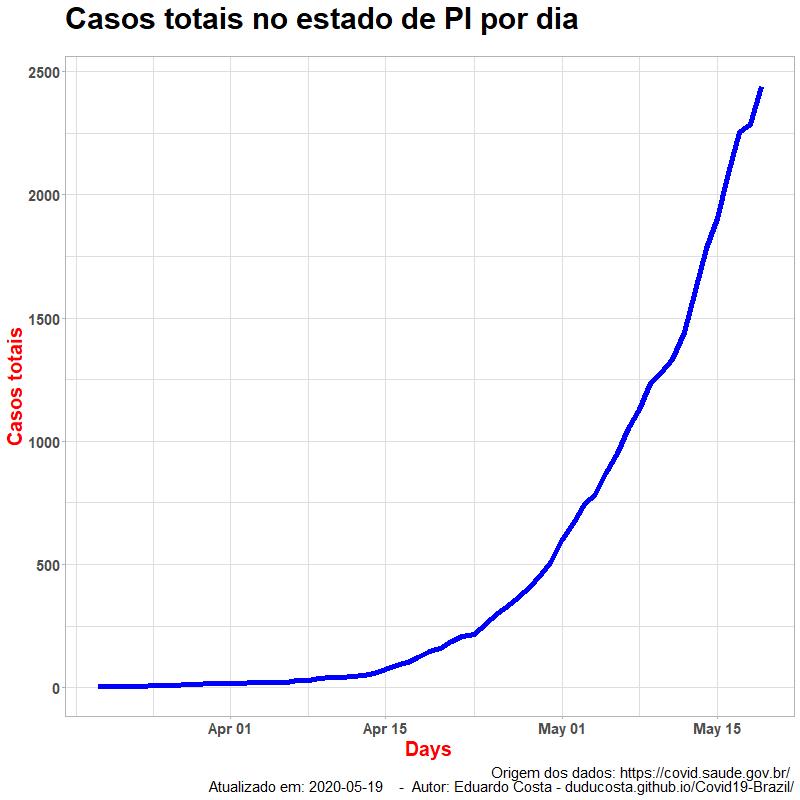 Casos totais no estado de PI por dia
2500
2000
1500
1000
500
0
Casos totais
Apr 01
Apr 15
May 01
May 15
Days
Origem dos dados: https://covid.saude.gov.br/
Atualizado em: 2020-05-19 - Autor: Eduardo Costa - duducosta.github.io/Covid19-Brazil/